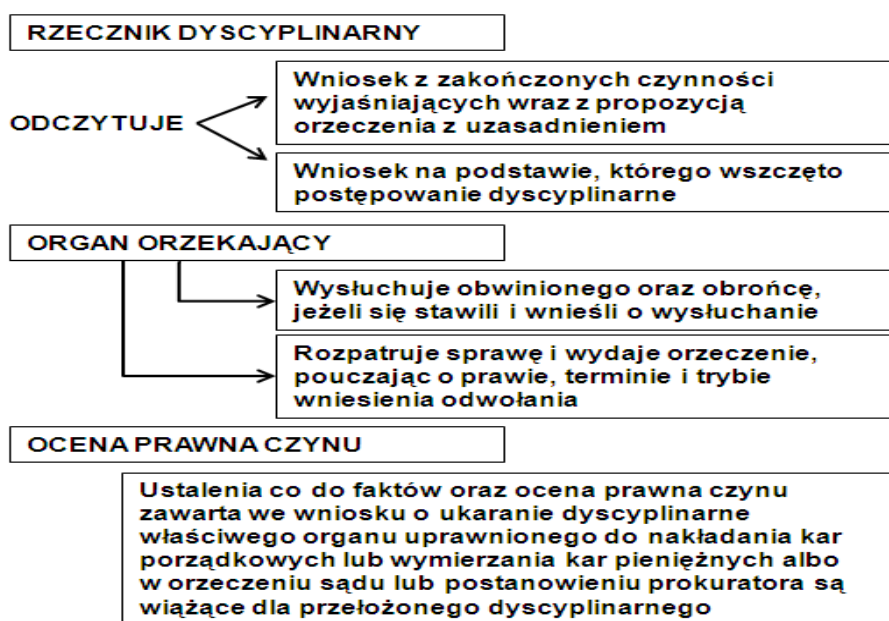 RZECZNIK DYSCYPLINARNY
Wniosek z zakończonych czynności
wyjaśniających wraz z propozycją
orzeczenia z uzasadnieniem
ODCZYTUJE
Wniosek na podstawie, którego wszczęto
postępowanie dyscyplinarne
ORGAN ORZEKAJĄCY
Wysłuchuje obwinionego oraz obrońcę,
jeżeli się stawili i wnieśli o wysłuchanie
Rozpatruje sprawę i wydaje orzeczenie,
pouczając o prawie, terminie i trybie
wniesienia odwołania
OCENA PRAWNA CZYNU
Ustalenia co do faktów oraz ocena prawna czynu
zawarta we wniosku o ukaranie dyscyplinarne
właściwego organu uprawnionego do nakładania kar
porządkowych lub wymierzania kar pieniężnych albo
w orzeczeniu sądu lub postanowieniu prokuratora są
wiążące dla przełożonego dyscyplinarnego